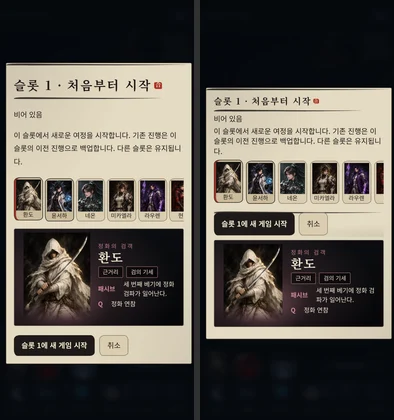 슬롯 1 · 처음부터 시작
비어 있음
이 슬롯에서 새로운 여정을 시작합니다. 기존 진행은 이
슬롯의 이전 진행으로 백업합니다. 다른 슬롯은 유지됩니
다.
환도
윤서하
네온
미카엘라
라우렌
정화의 검객
환도
근거리
검의 기세
패시브
세 번째 베기에 정화
검파가 일어난다.
Q
정화 연참
슬롯 1에 새 게임 시작
취소
슬롯 1 · 처음부터 시작
비어 있음
이 슬롯에서 새로운 여정을 시작합니다. 기존 진행은 이
슬롯의 이전 진행으로 백업합니다. 다른 슬롯은 유지됩니
다.
환도
윤서하
네온
미카엘라
라우렌
슬롯 1에 새 게임 시작
취소
정화의 검객
환도
근거리
검의 기세
패시브
세 번째 베기에 정화 검
파가 일어난다.
Q
정화 연참